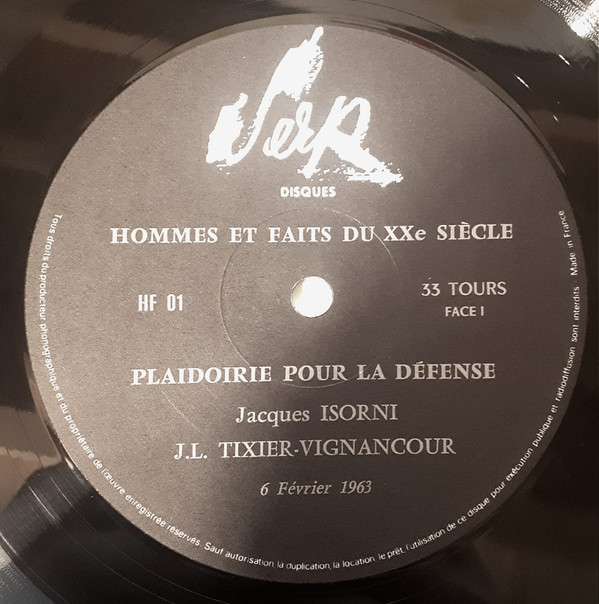 SERP
DISQUES
HOMMES ET FAITS DU XXe SIÈCLE
HF 01
33 TOURS
FACE I
PLAIDOIRIE POUR LA DÉFENSE
Jacques ISORNI
J.L. TIXIER-VIGNANCOUR
6 Février 1963
Tous droits du producteur phonographique et du propriétaire de l'œuvre enregistrée réservés. Sauf autorisation la duplication, la location, le prêt, l'utilisation de ce disque pour exécution publique et radiodiffusion sont interdits. Made in France